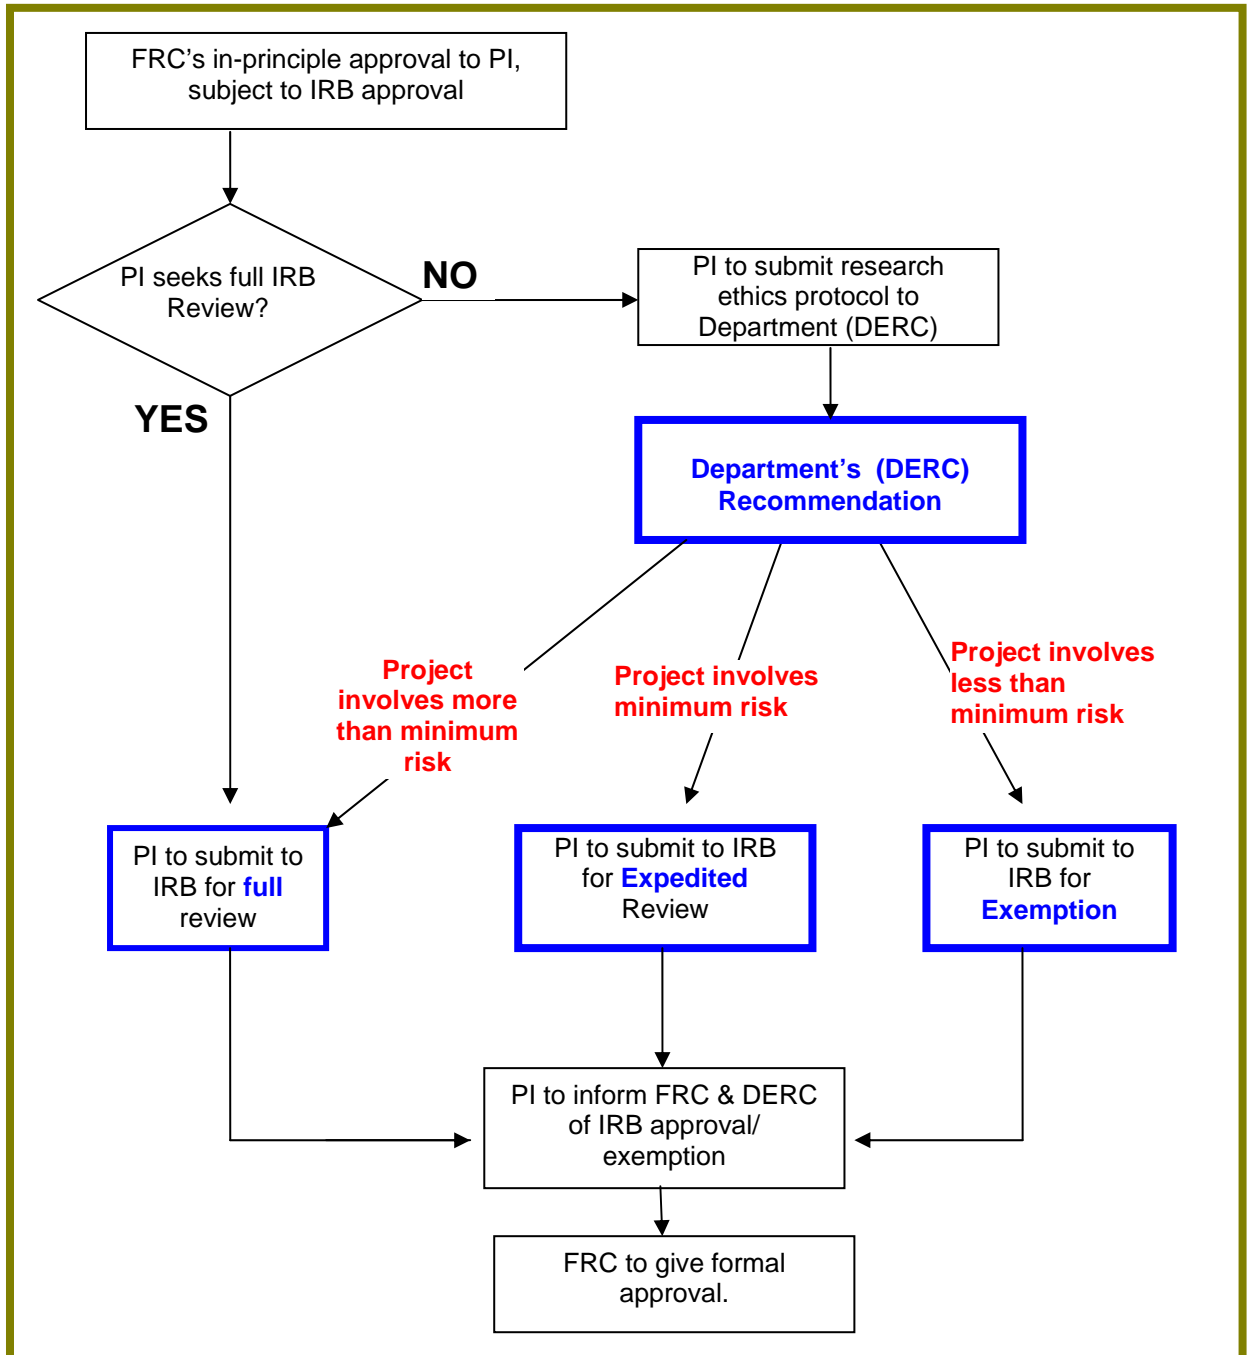 FRC’s in-principle approval to PI,
subject to IRB approval
PI seeks full IRB
Review?
NO
PI to submit research
ethics protocol to
Department (DERC)
YES
Department’s (DERC)
Recommendation
Project
involves more
than minimum
risk
Project involves
minimum risk
Project involves
less than
minimum risk
PI to submit to
IRB for full
review
PI to submit to IRB
for Expedited
Review
PI to submit to
IRB for
Exemption
PI to inform FRC & DERC
of IRB approval/
exemption
FRC to give formal
approval.